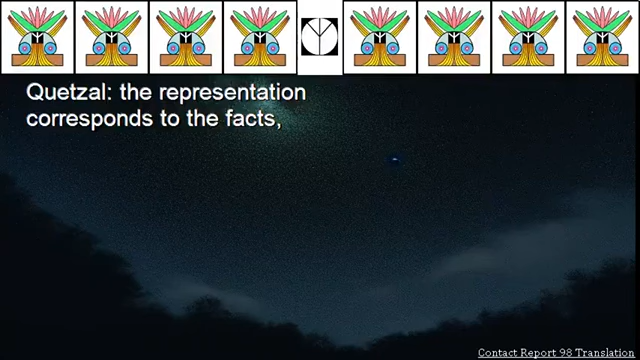 Quetzal: the representation
corresponds to the facts,
Contact Report 98 Translation